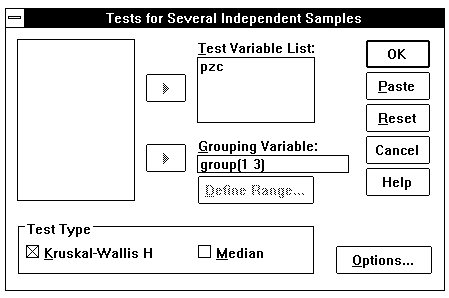 Tests for Several Independent Samples
Test Variable List:
pzc
Grouping Variable:
group(1 3)
Define Range...
Test Type
Kruskal-Wallis H
Median
OK
Paste
Reset
Cancel
Help
Options...